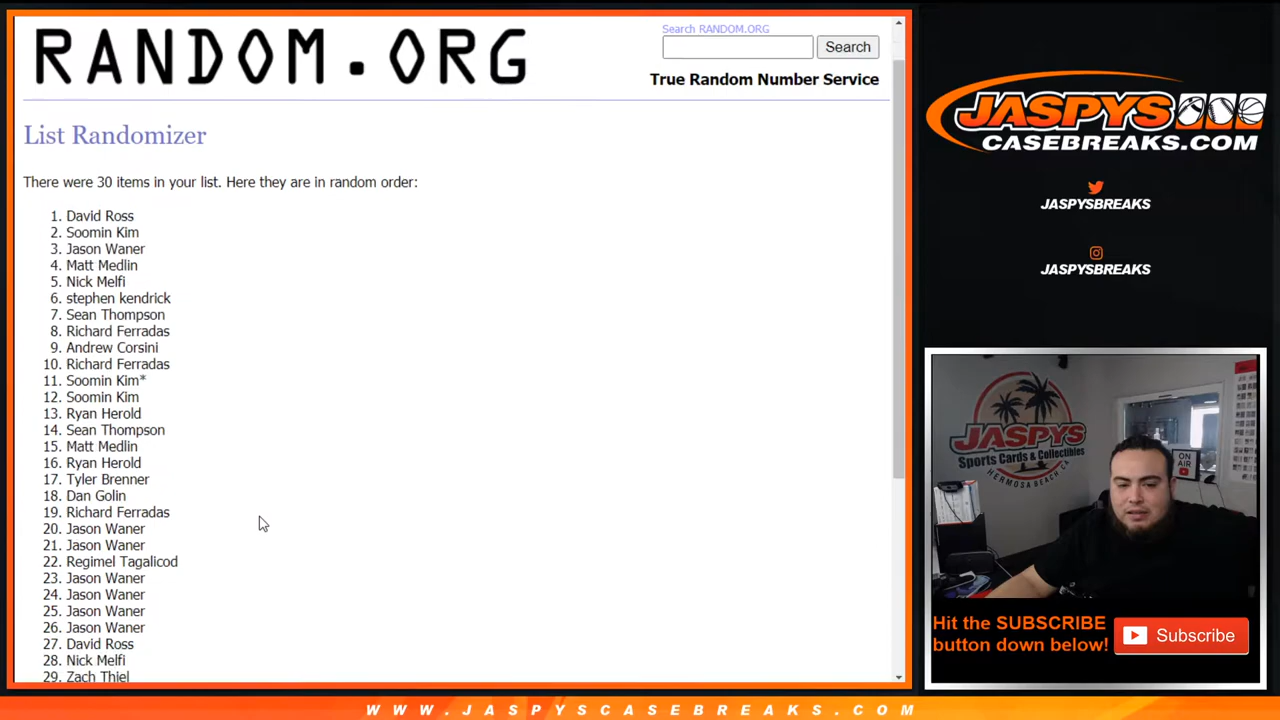 RANDOM.ORG
Search RANDOM.ORG
Search
True Random Number Service
List Randomizer
There were 30 items in your list. Here they are in random order:
1. David Ross
2. Soomin Kim
3. Jason Waner
4. Matt Medlin
5. Nick Melfi
6. stephen kendrick
7. Sean Thompson
8. Richard Ferradas
9. Andrew Corsini
10. Richard Ferradas
11. Soomin Kim*
12. Soomin Kim
13. Ryan Herold
14. Sean Thompson
15. Matt Medlin
16. Ryan Herold
17. Tyler Brenner
18. Dan Golin
19. Richard Ferradas
20. Jason Waner
21. Jason Waner
22. Regimel Tagalicod
23. Jason Waner
24. Jason Waner
25. Jason Waner
26. Jason Waner
27. David Ross
28. Nick Melfi
29. Zach Thiel
JASPYS
CASEBREAKS.COM
JASPYSBREAKS
JASPYSBREAKS
JASPYS
Sports Cards & Collectibles
HERMOSA BEACH, CA
ON AIR
Hit the SUBSCRIBE
button down below!
Subscribe
WWW.JASPYSCASEBREAKS.COM